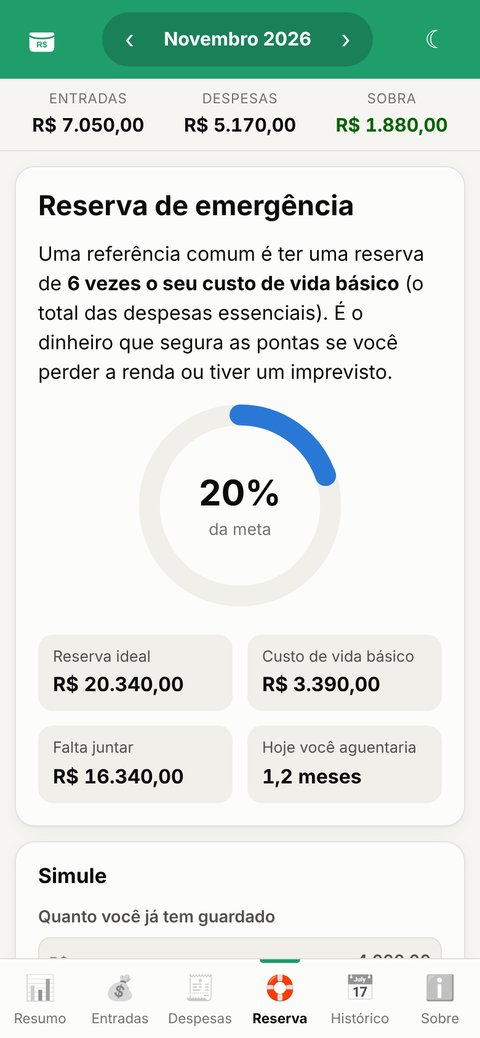 R$
‹ Novembro 2026 ›
ENTRADAS DESPESAS SOBRA
R$ 7.050,00 R$ 5.170,00 R$ 1.880,00
Reserva de emergência
Uma referência comum é ter uma reserva
de 6 vezes o seu custo de vida básico (o
total das despesas essenciais). É o
dinheiro que segura as pontas se você
perder a renda ou tiver um imprevisto.
20%
da meta
Reserva ideal
R$ 20.340,00
Custo de vida básico
R$ 3.390,00
Falta juntar
R$ 16.340,00
Hoje você aguentaria
1,2 meses
Simule
Quanto você já tem guardado
July
17
Resumo Entradas Despesas Reserva Histórico Sobre